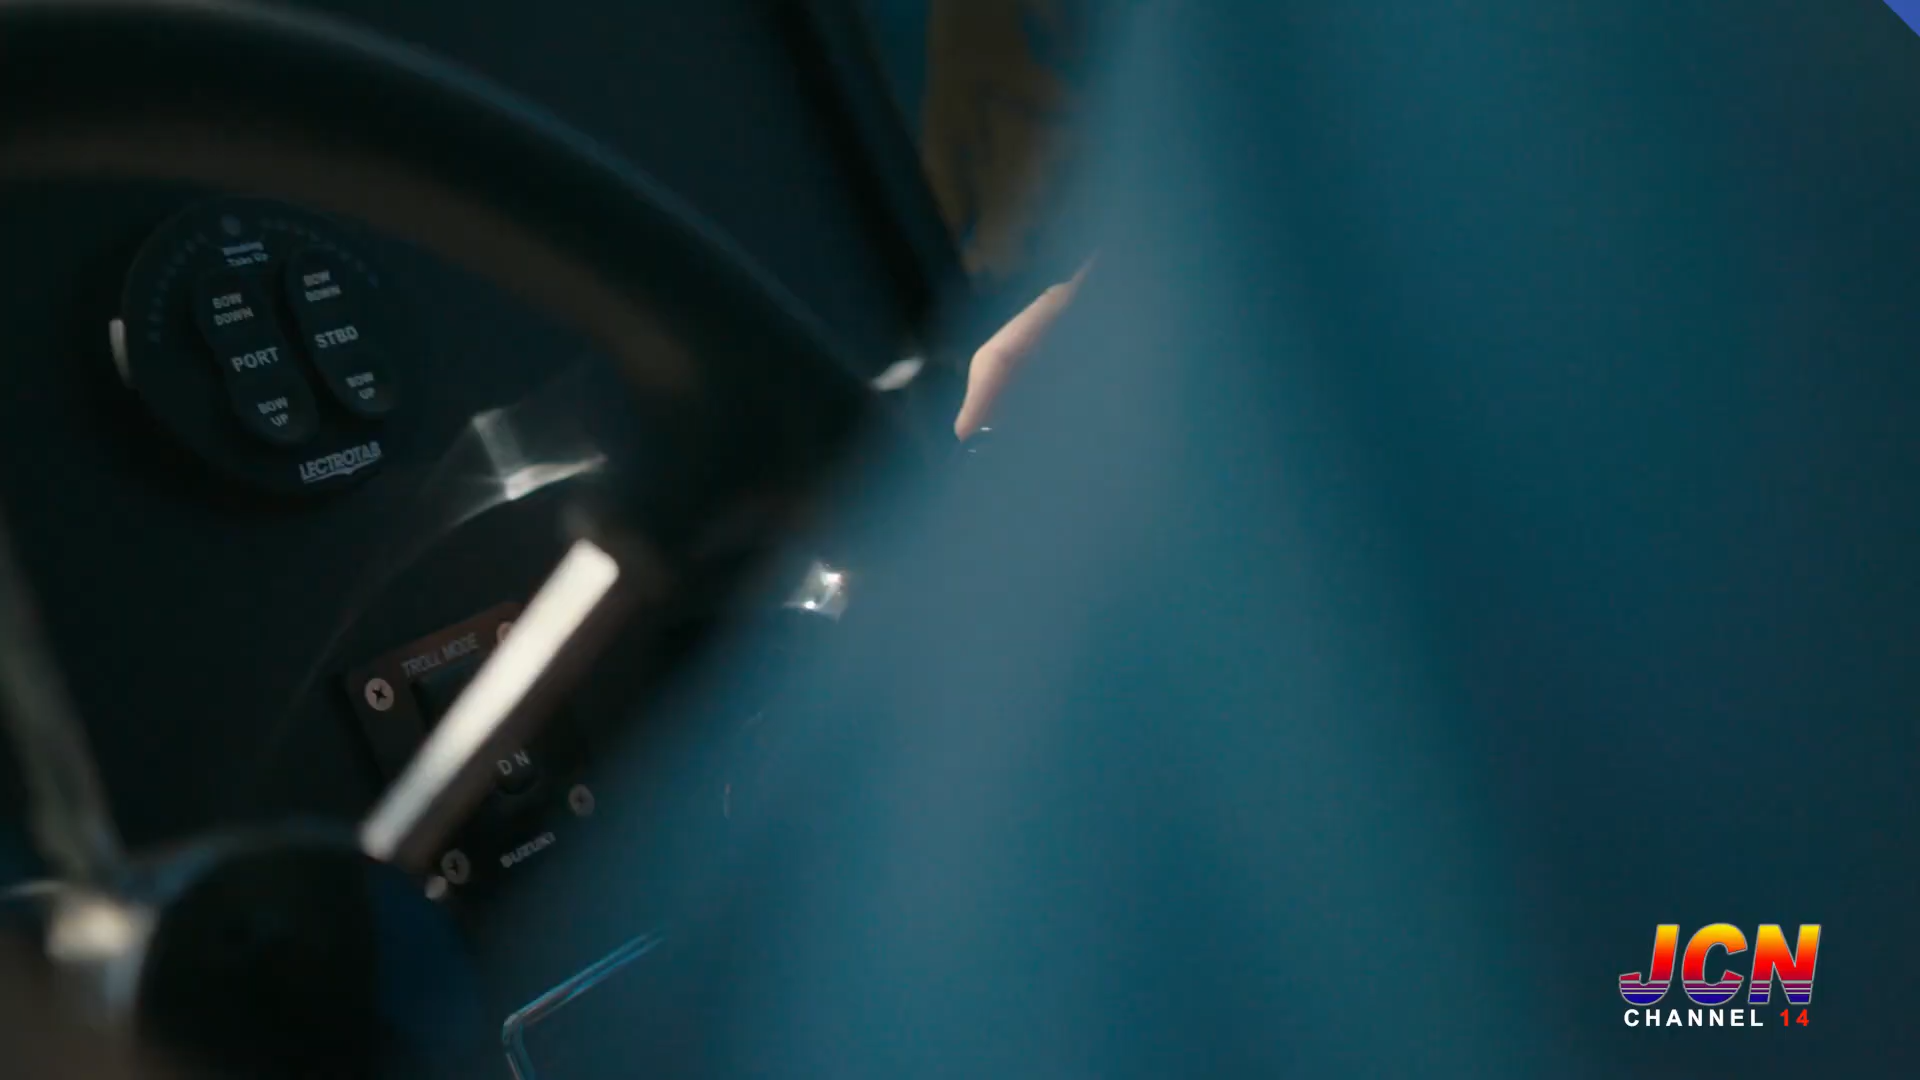 BOW
DOWN
PORT
BOW
UP
BOW
DOWN
STBD
BOW
UP
LECTROTAB
TROLL MODE
D N
SUZUKI
JCN
CHANNEL 14